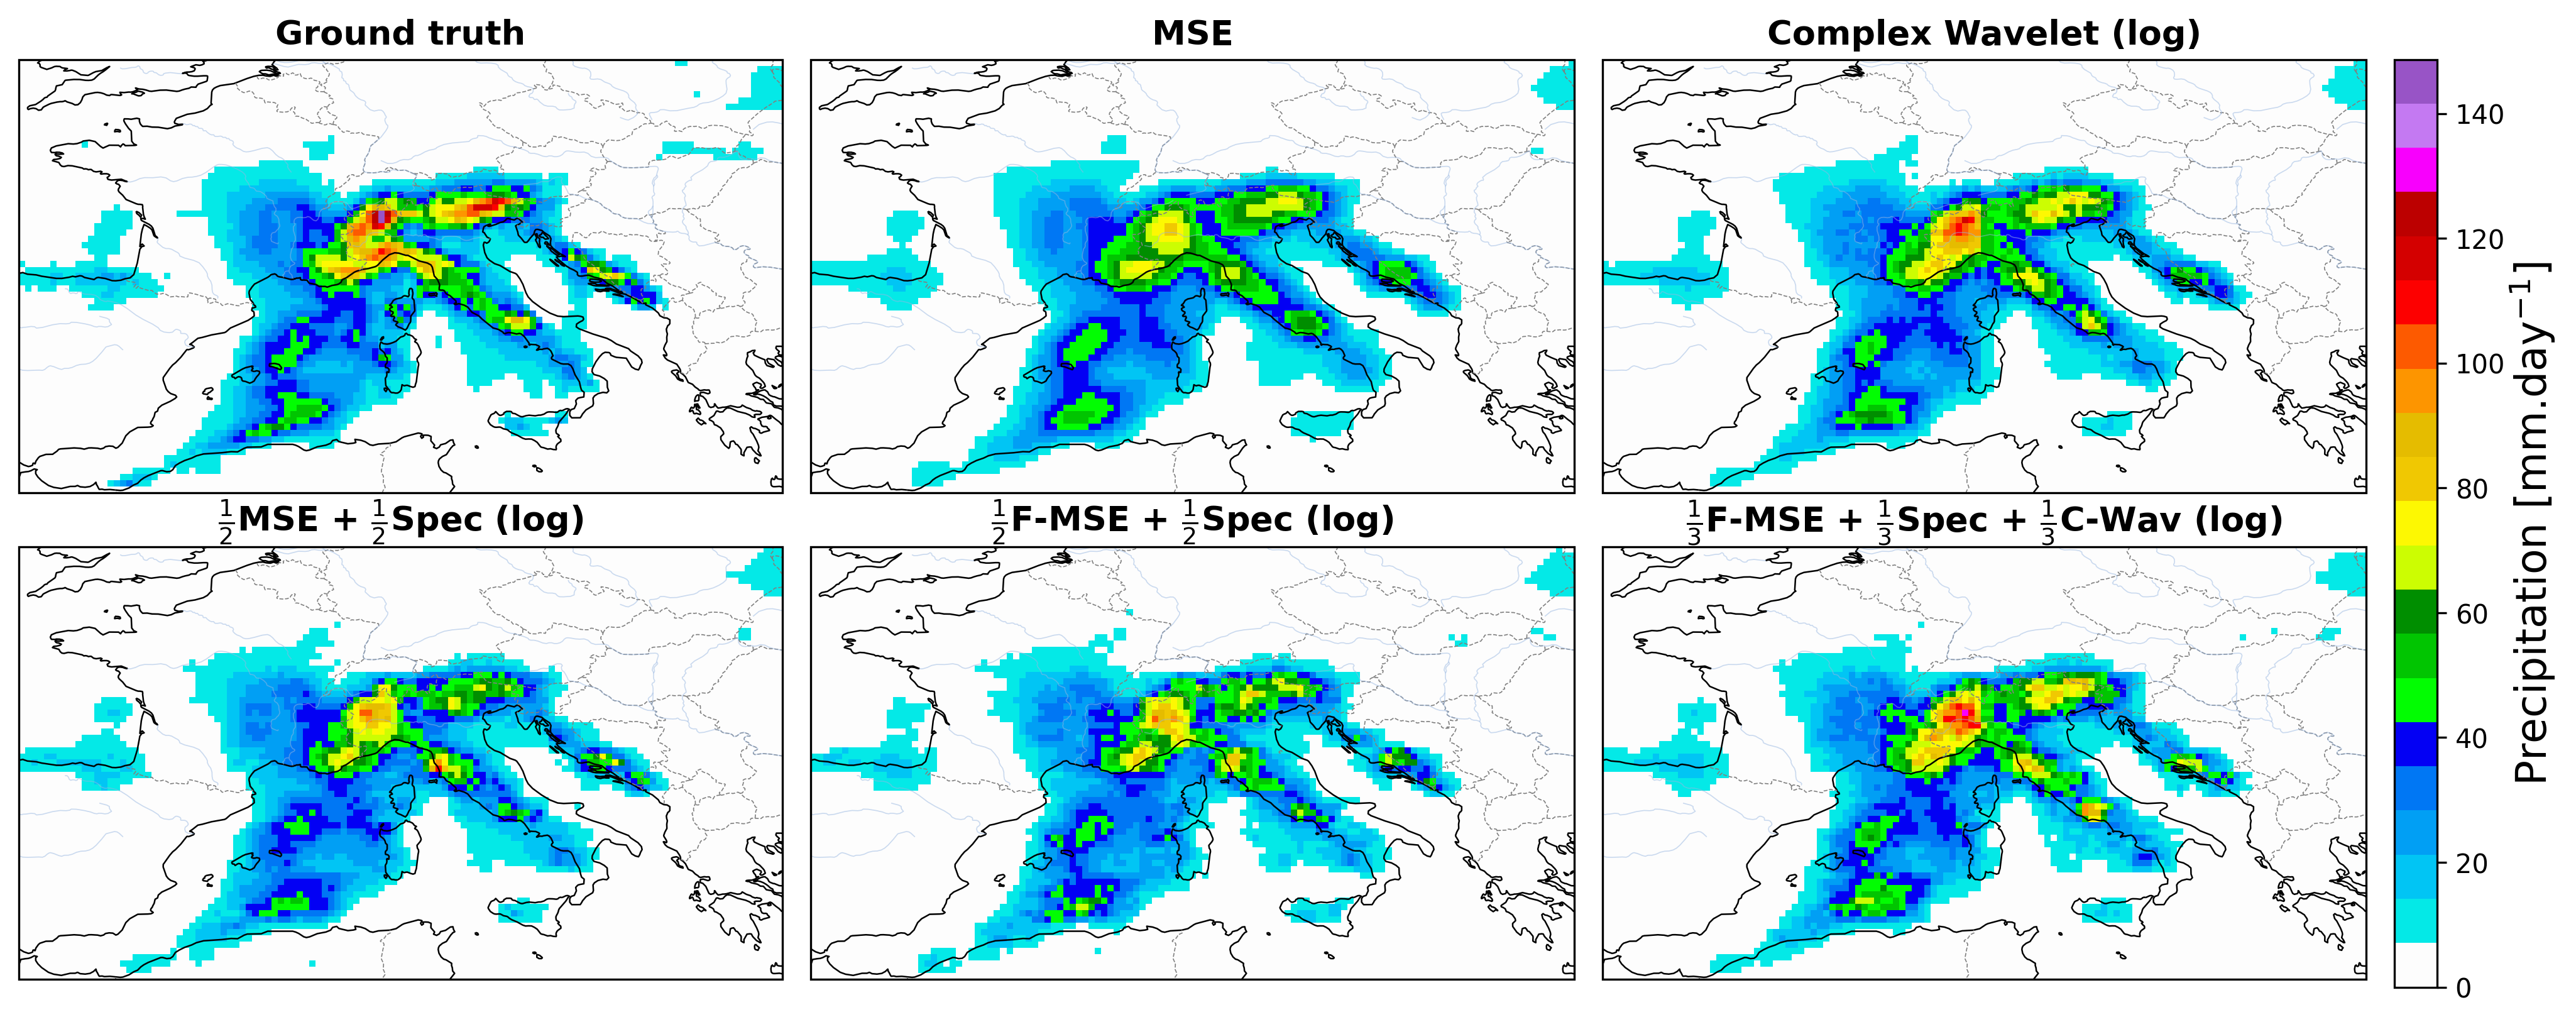 Ground truth
MSE
Complex Wavelet (log)
½MSE + ½Spec (log)
½F-MSE + ½Spec (log)
⅓F-MSE + ⅓Spec + ⅓C-Wav (log)
140
120
100
80
60
40
20
0
Precipitation [mm.day⁻¹]